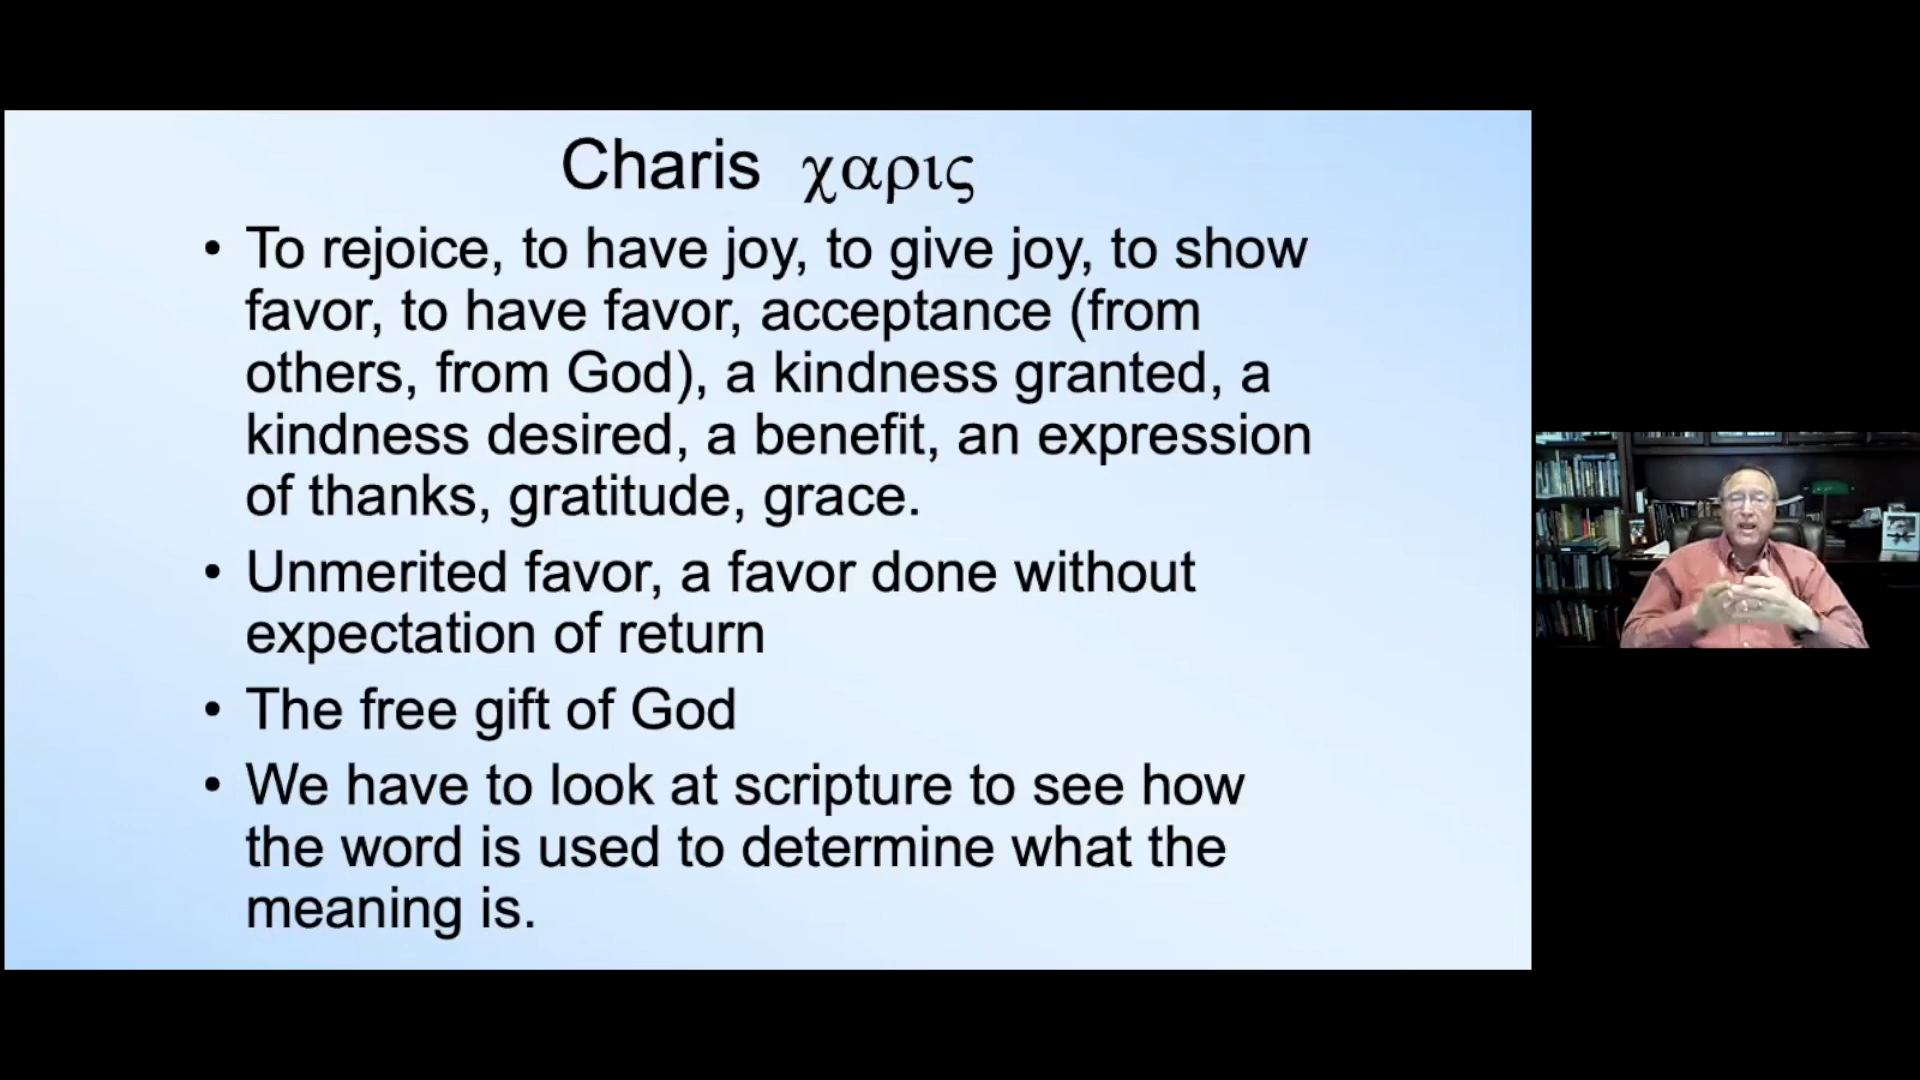 Charis χαρις
• To rejoice, to have joy, to give joy, to show
favor, to have favor, acceptance (from
others, from God), a kindness granted, a
kindness desired, a benefit, an expression
of thanks, gratitude, grace.
• Unmerited favor, a favor done without
expectation of return
• The free gift of God
• We have to look at scripture to see how
the word is used to determine what the
meaning is.